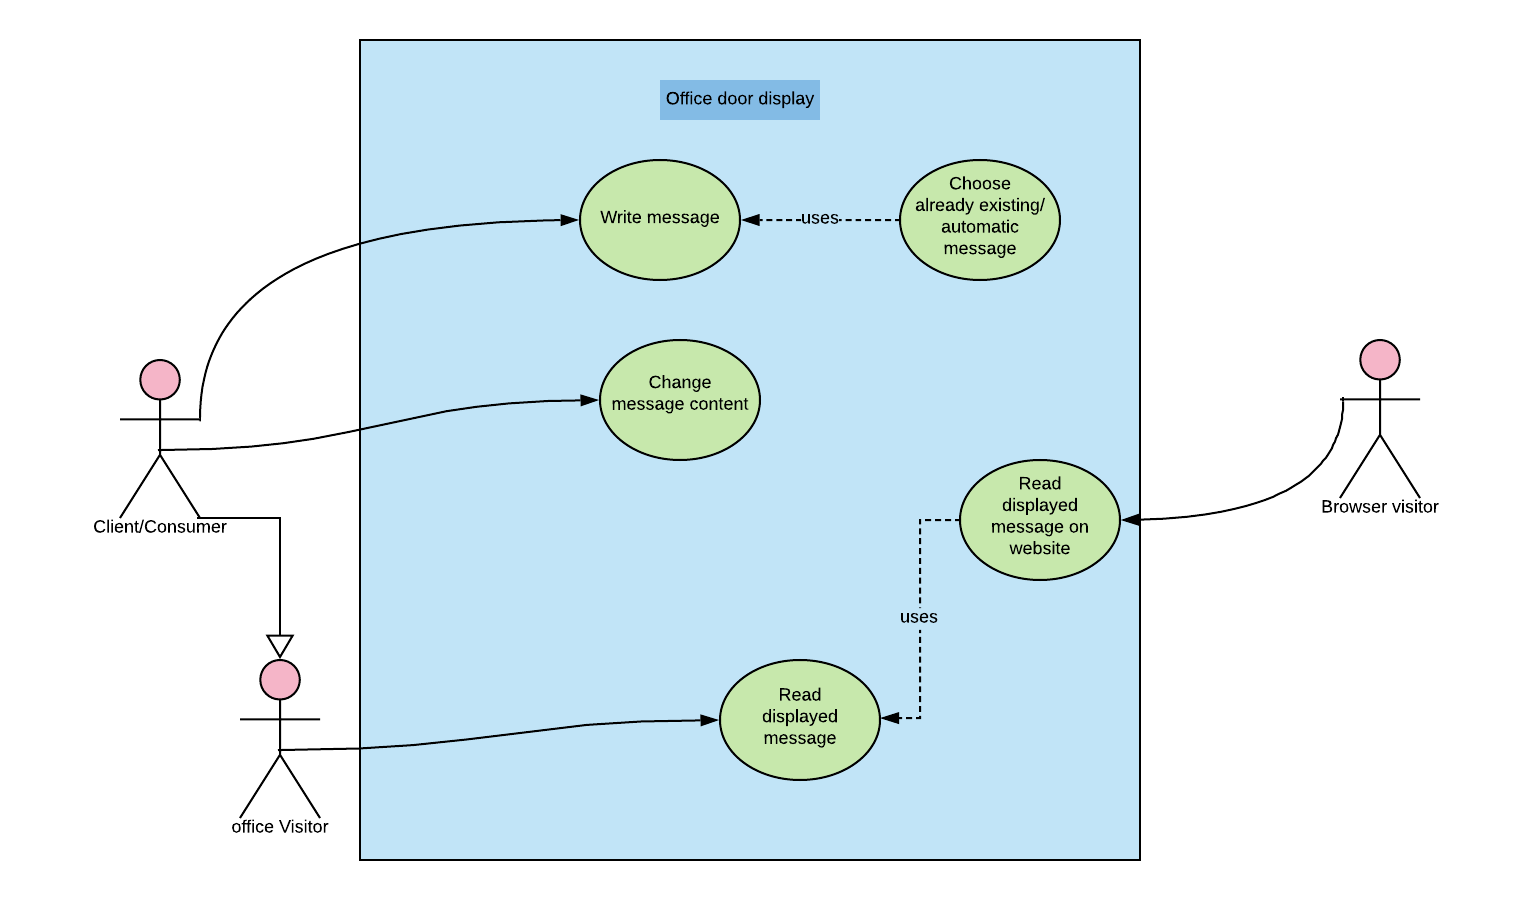 Office door display
Write message
uses
Choose
already existing/
automatic
message
Change
message content
Client/Consumer
Read
displayed
message on
website
Browser visitor
uses
Read
displayed
message
office Visitor